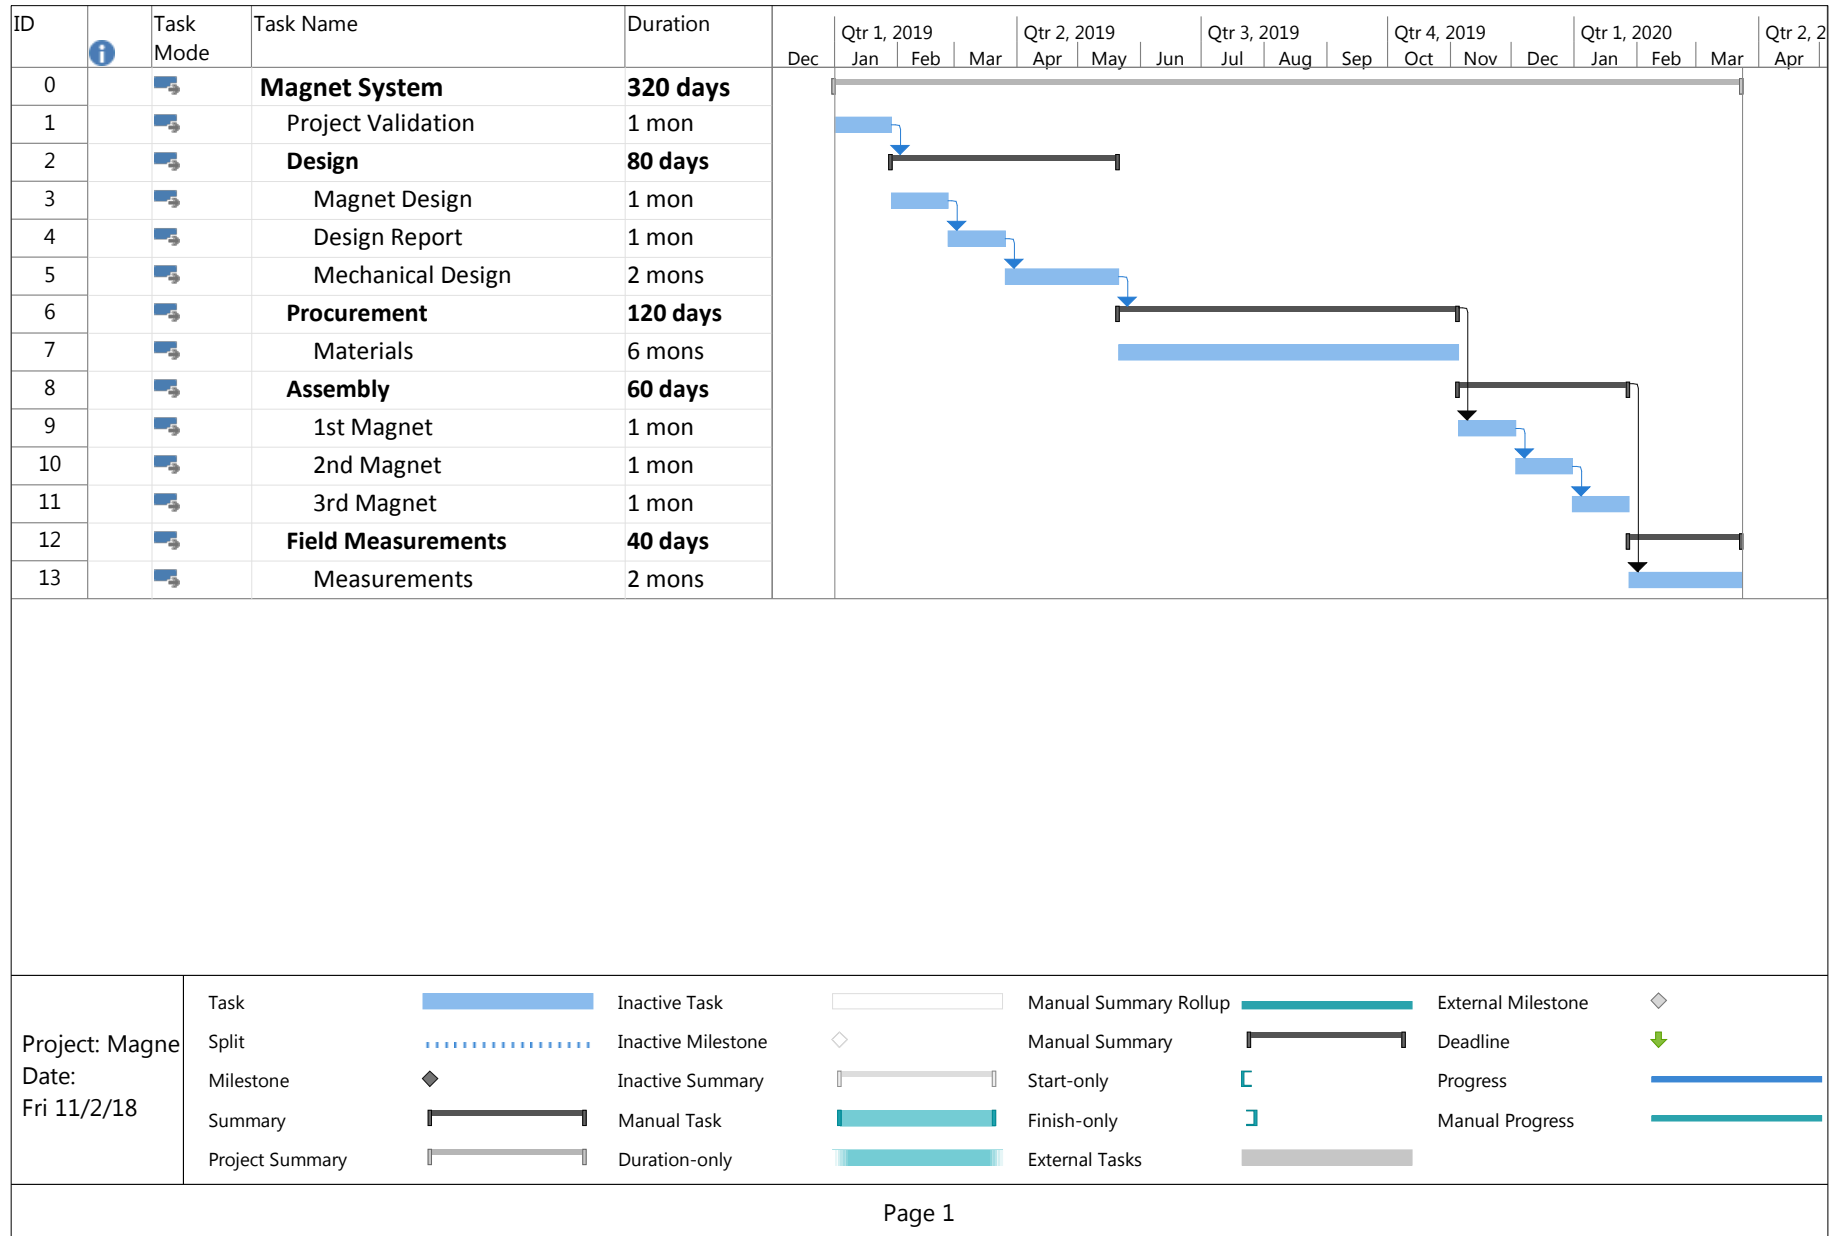 ID Task Mode Task Name Duration
Qtr 1, 2019 Qtr 2, 2019 Qtr 3, 2019 Qtr 4, 2019 Qtr 1, 2020 Qtr 2, 2
Dec Jan Feb Mar Apr May Jun Jul Aug Sep Oct Nov Dec Jan Feb Mar Apr
0 Magnet System 320 days
1 Project Validation 1 mon
2 Design 80 days
3 Magnet Design 1 mon
4 Design Report 1 mon
5 Mechanical Design 2 mons
6 Procurement 120 days
7 Materials 6 mons
8 Assembly 60 days
9 1st Magnet 1 mon
10 2nd Magnet 1 mon
11 3rd Magnet 1 mon
12 Field Measurements 40 days
13 Measurements 2 mons
Project: Magne
Date:
Fri 11/2/18
Task Inactive Task Manual Summary Rollup External Milestone
Split Inactive Milestone Manual Summary Deadline
Milestone Inactive Summary Start-only Progress
Summary Manual Task Finish-only Manual Progress
Project Summary Duration-only External Tasks
Page 1